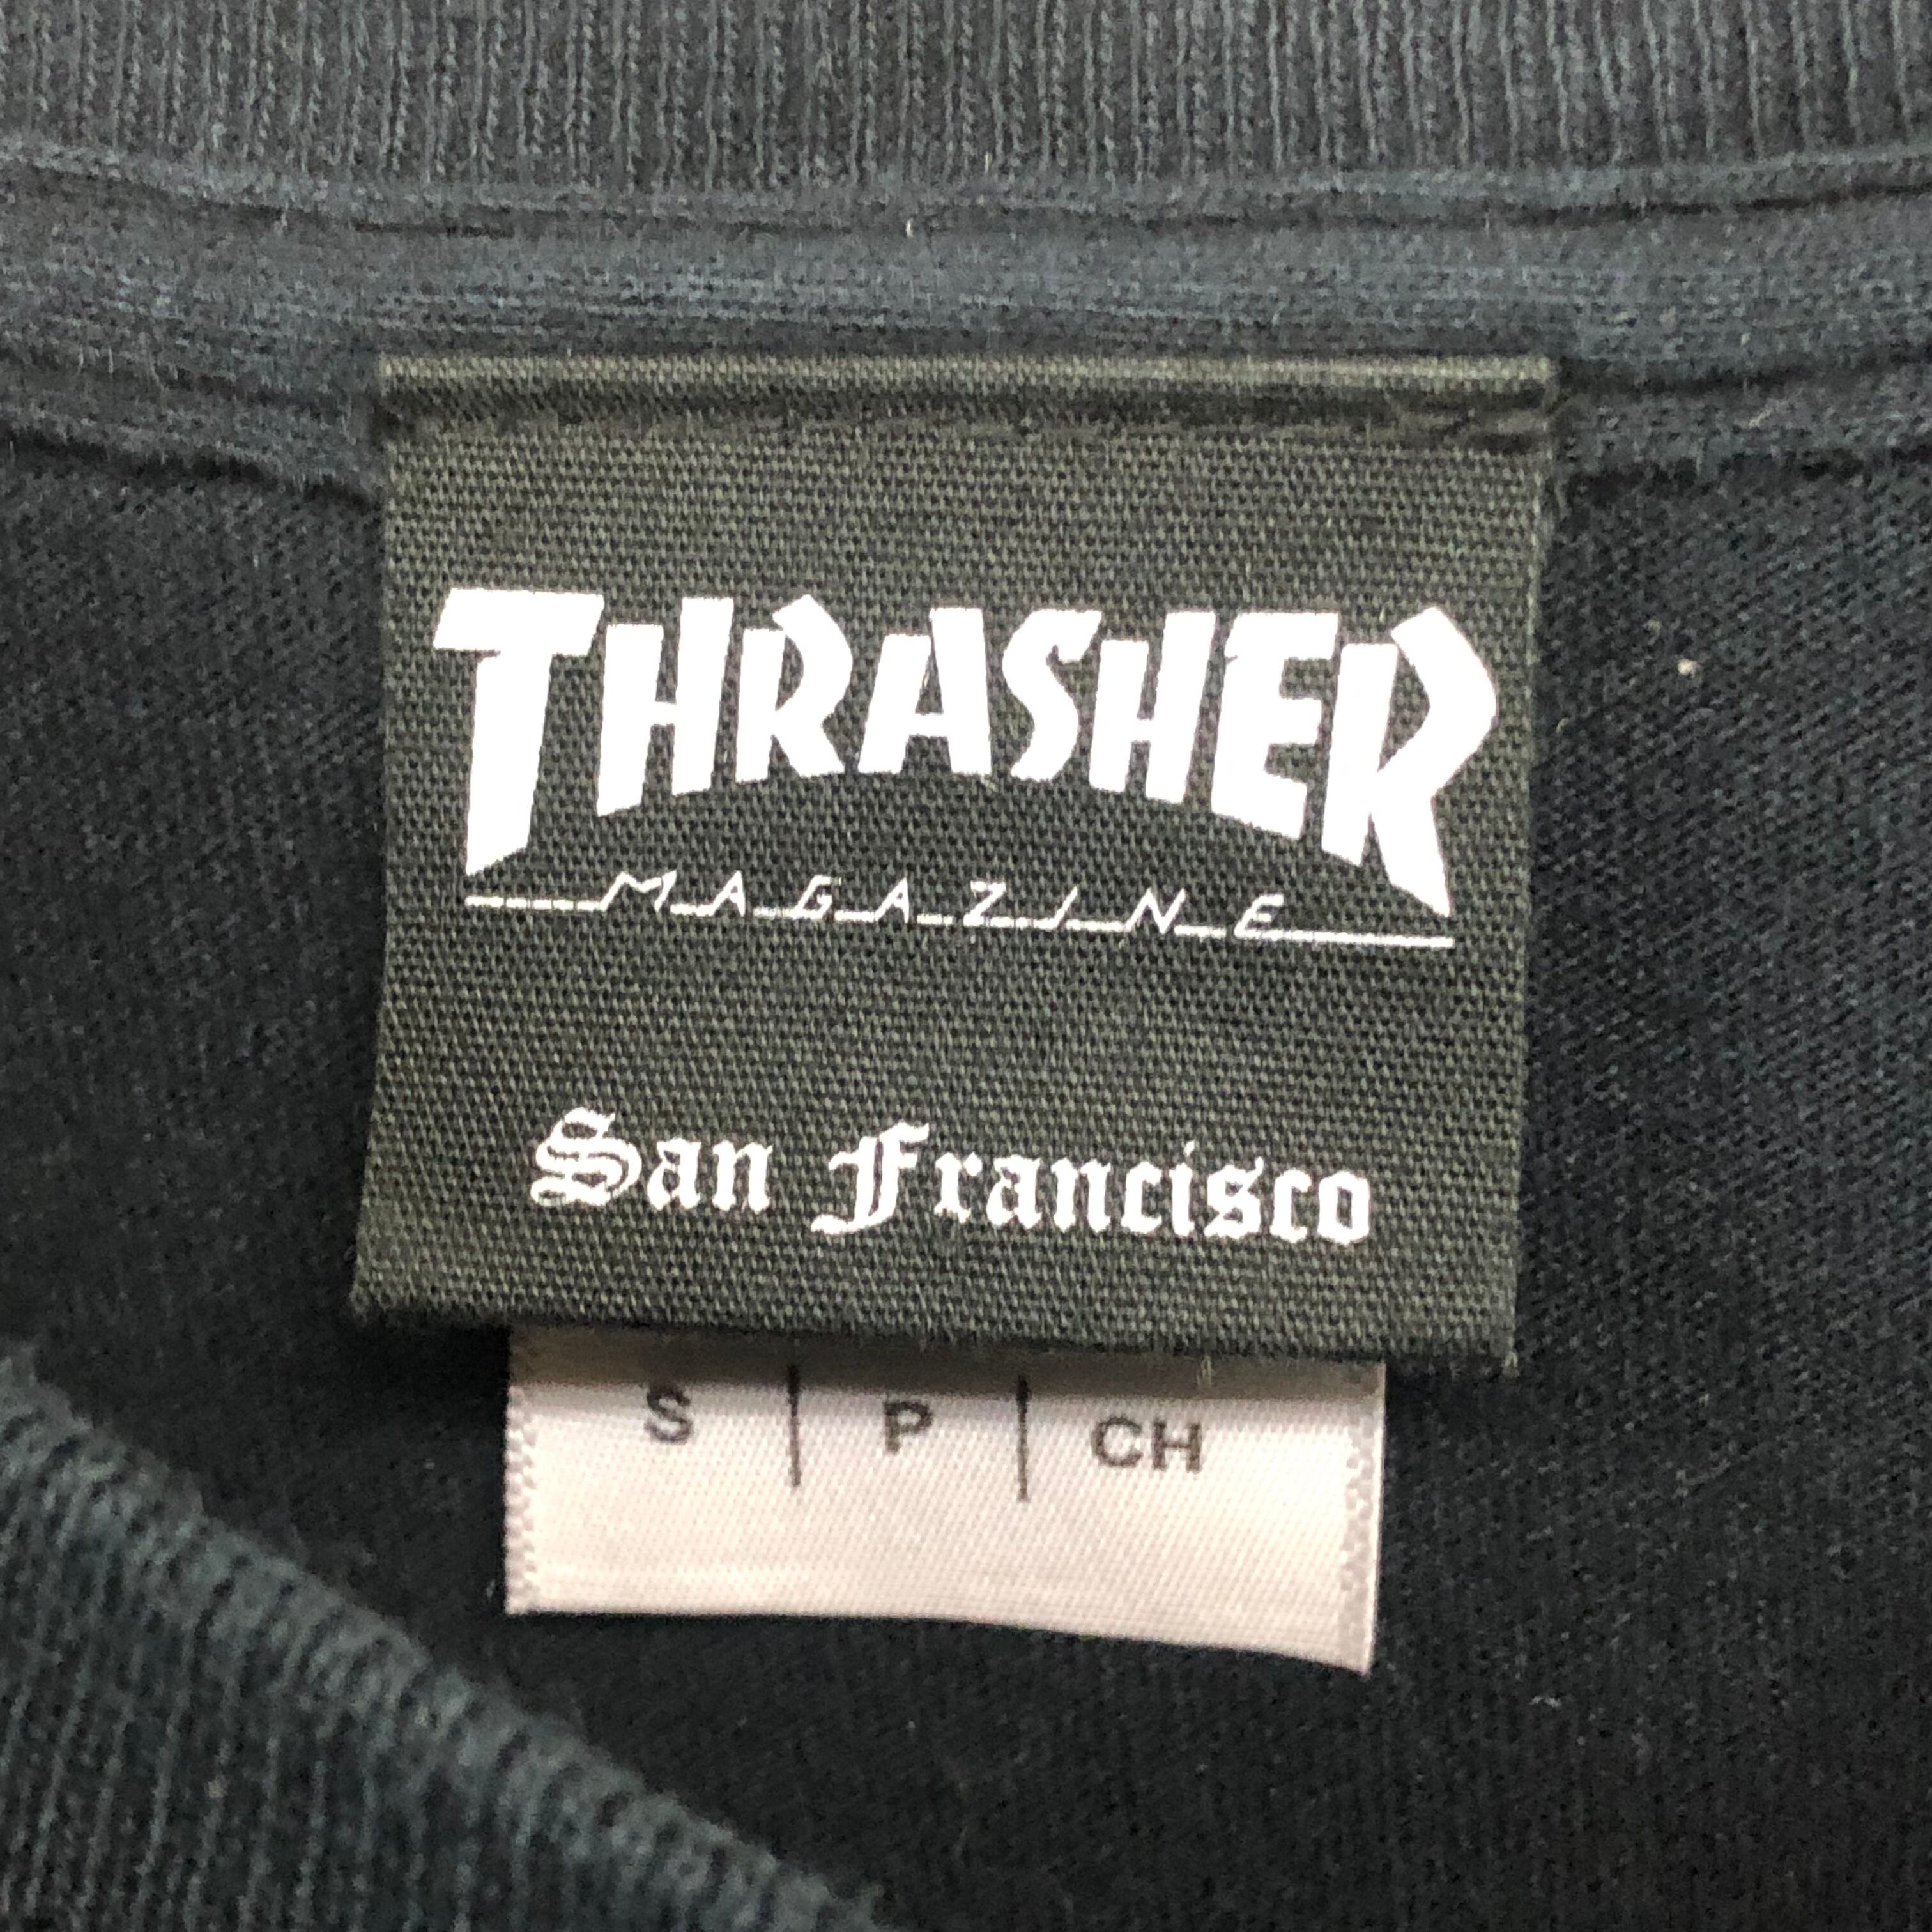 THRASHER
MAGAZINE
San Francisco
S | P | CH